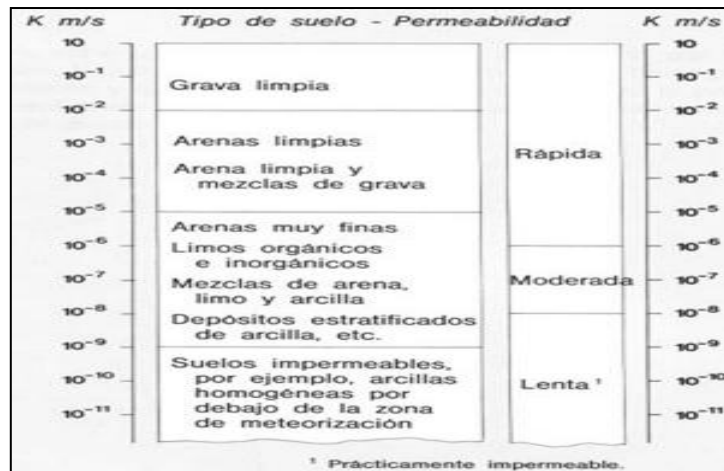 K m/s Tipo de suelo - Permeabilidad K m/s
10 10
10⁻¹ 10⁻¹
Grava limpia
10⁻² 10⁻²
Arenas limpias
10⁻³ 10⁻³
Rápida
Arena limpia y
mezclas de grava
10⁻⁴ 10⁻⁴
10⁻⁵ 10⁻⁵
Arenas muy finas
10⁻⁶ 10⁻⁶
Limos orgánicos
e inorgánicos
10⁻⁷ Moderada 10⁻⁷
Mezclas de arena,
limo y arcilla
10⁻⁸ 10⁻⁸
Depósitos estratificados
de arcilla, etc.
10⁻⁹ 10⁻⁹
Suelos impermeables,
por ejemplo, arcillas
10⁻¹⁰ Lenta ¹ 10⁻¹⁰
homogéneas por
debajo de la zona
10⁻¹¹ 10⁻¹¹
de meteorización
¹ Prácticamente impermeable.